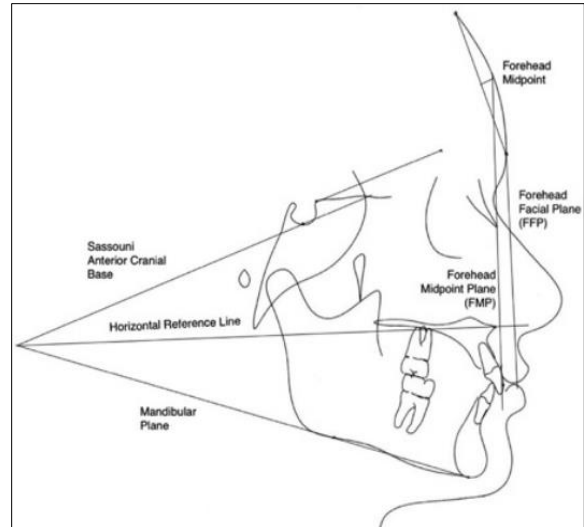 Forehead
Midpoint
Forehead
Facial Plane
(FFP)
Sassouni
Anterior Cranial
Base
Forehead
Midpoint Plane
(FMP)
Horizontal Reference Line
Mandibular
Plane